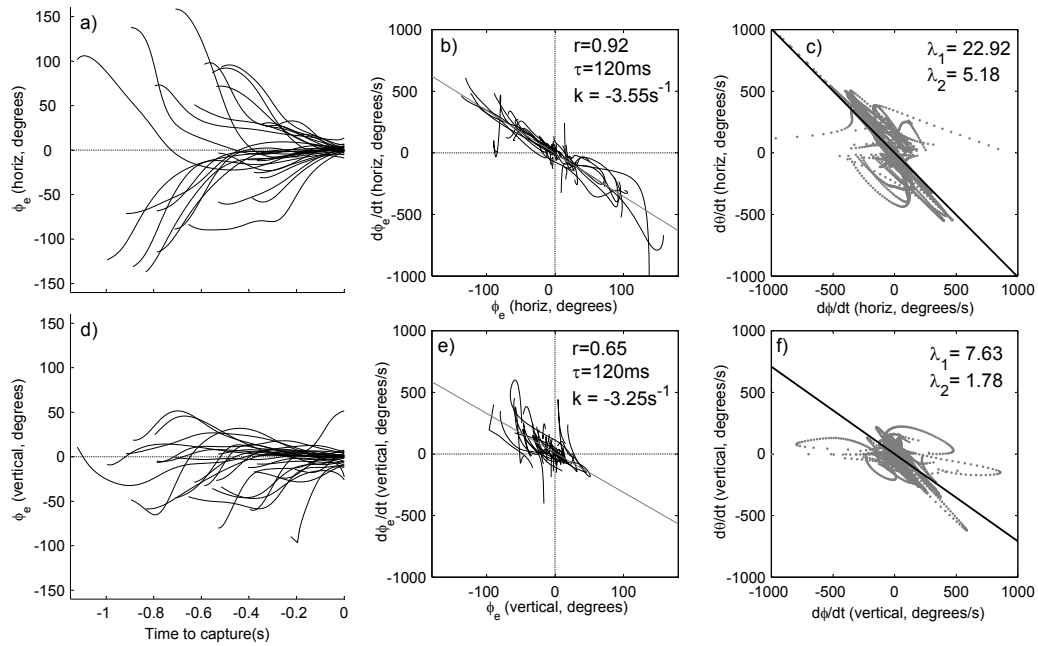 a)
150
100
50
0
-50
-100
-150
ϕe (horiz, degrees)
b)
r=0.92
τ=120ms
k = -3.55s-1
1000
500
0
-500
-1000
-100
0
100
dϕe/dt (horiz, degrees/s)
ϕe (horiz, degrees)
c)
λ1= 22.92
λ2= 5.18
1000
500
0
-500
-1000
-1000
-500
0
500
1000
dθ/dt (horiz, degrees/s)
dϕ/dt (horiz, degrees/s)
d)
150
100
50
0
-50
-100
-150
-1
-0.8
-0.6
-0.4
-0.2
0
ϕe (vertical, degrees)
Time to capture(s)
e)
r=0.65
τ=120ms
k = -3.25s-1
1000
500
0
-500
-1000
-100
0
100
dϕe/dt (vertical, degrees/s)
ϕe (vertical, degrees)
f)
λ1= 7.63
λ2= 1.78
1000
500
0
-500
-1000
-1000
-500
0
500
1000
dθ/dt (vertical, degrees/s)
dϕ/dt (vertical, degrees/s)